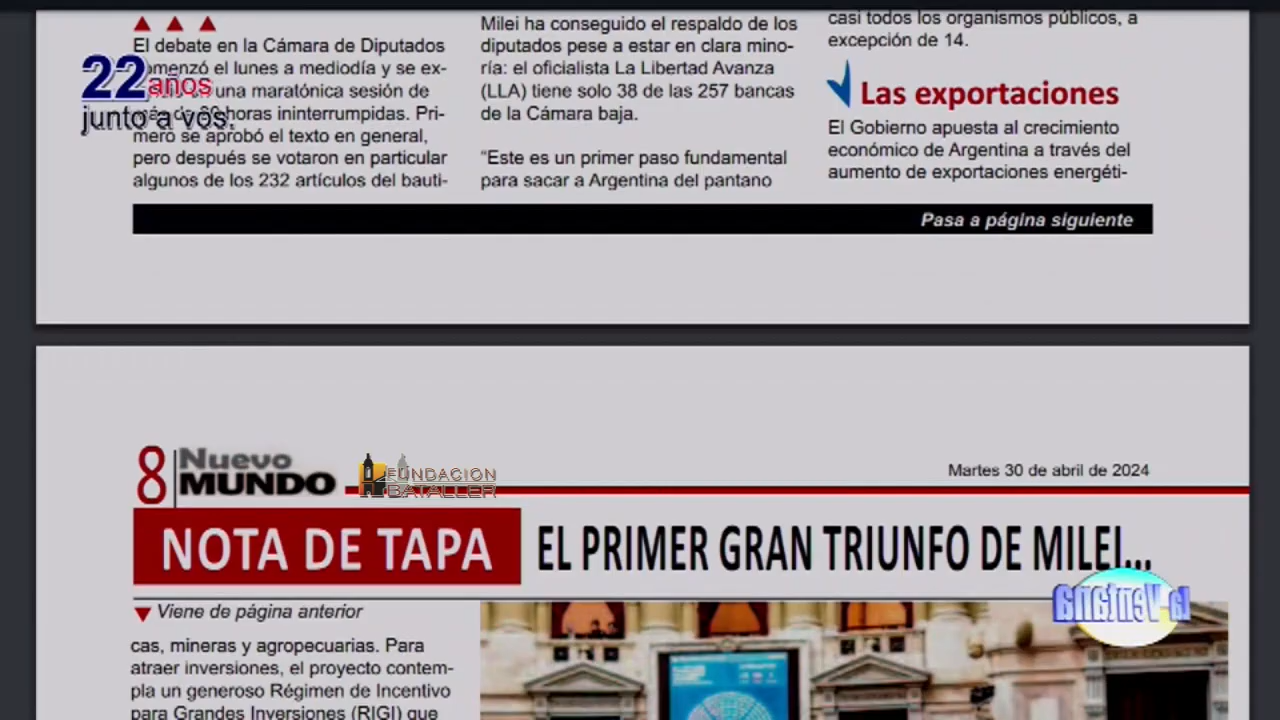 El debate en la Cámara de Diputados
comenzó el lunes a mediodía y se ex-
una maratónica sesión de
horas ininterrumpidas. Pri-
mero se aprobó el texto en general,
pero después se votaron en particular
algunos de los 232 artículos del bauti-
22 años
junto a vos.
Milei ha conseguido el respaldo de los
diputados pese a estar en clara mino-
ría: el oficialista La Libertad Avanza
(LLA) tiene solo 38 de las 257 bancas
de la Cámara baja.
“Este es un primer paso fundamental
para sacar a Argentina del pantano
casi todos los organismos públicos, a
excepción de 14.
Las exportaciones
El Gobierno apuesta al crecimiento
económico de Argentina a través del
aumento de exportaciones energéti-
Pasa a página siguiente
8 Nuevo
MUNDO
FUNDACION
BATALLER
Martes 30 de abril de 2024
NOTA DE TAPA EL PRIMER GRAN TRIUNFO DE MILEI...
la-Ventana
Viene de página anterior
cas, mineras y agropecuarias. Para
atraer inversiones, el proyecto contem-
pla un generoso Régimen de Incentivo
para Grandes Inversiones (RIGI) que